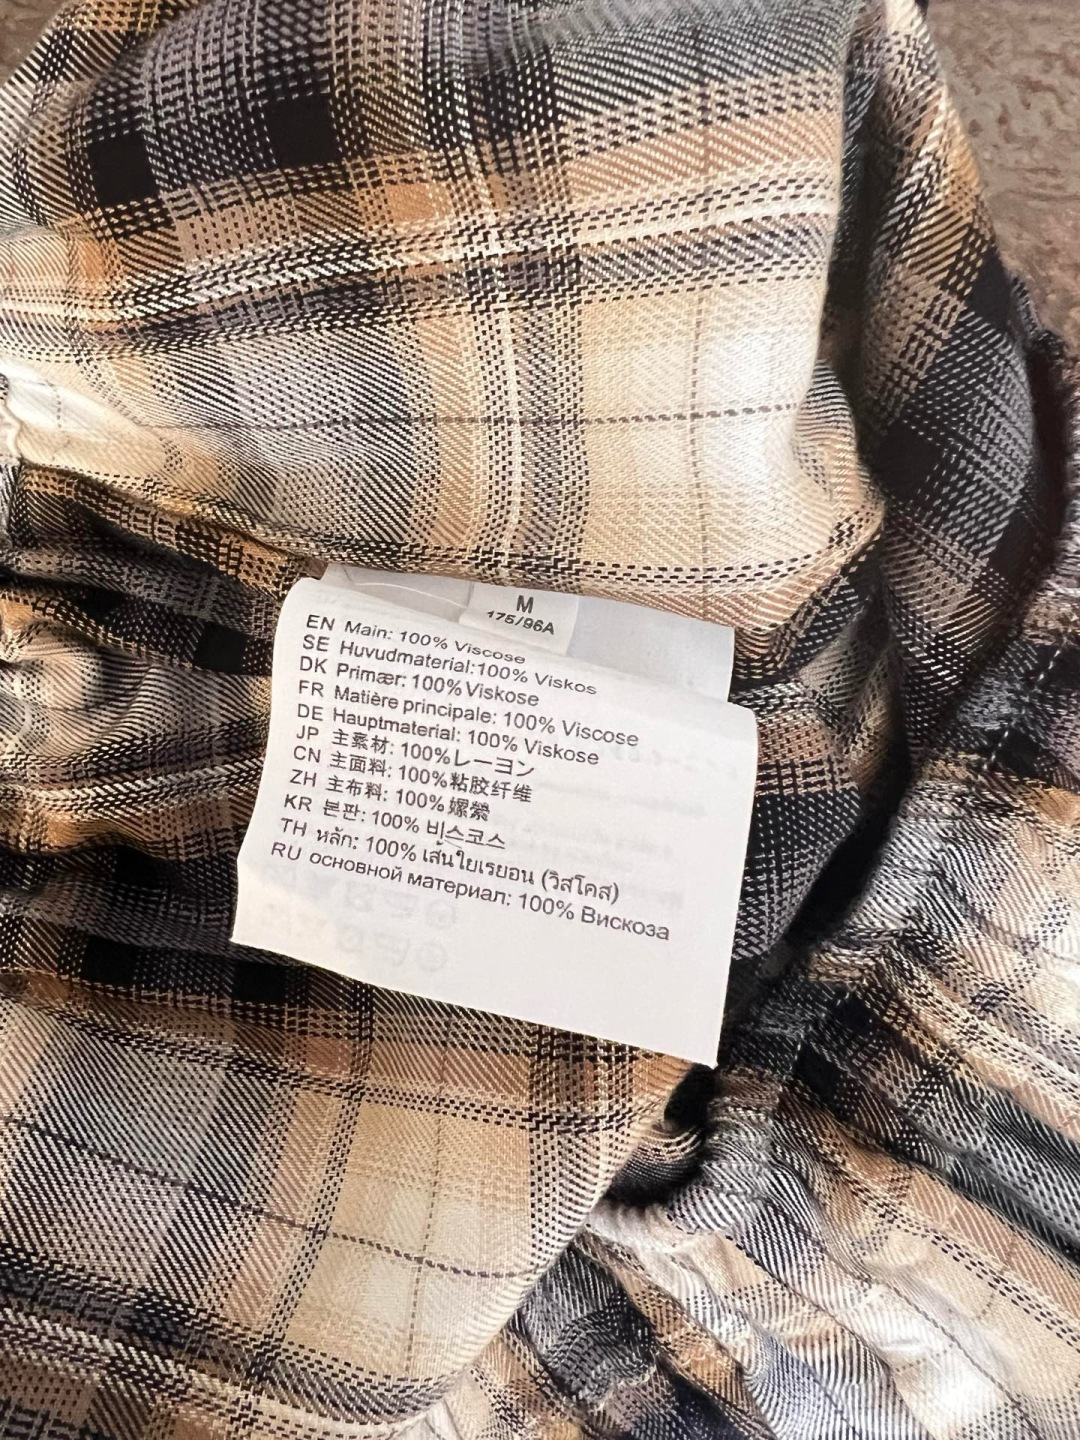 M
175/96A
EN Main: 100% Viscose
SE Huvudmaterial:100% Viskos
DK Primær: 100% Viskose
FR Matière principale: 100% Viscose
DE Hauptmaterial: 100% Viskose
JP 主素材: 100%レーヨン
CN 主面料: 100%粘胶纤维
ZH 主布料: 100%嫘縈
KR 본판: 100% 비스코스
TH หลัก: 100% เส้นใยเรยอน (วิสโคส)
RU основной материал: 100% Вискоза